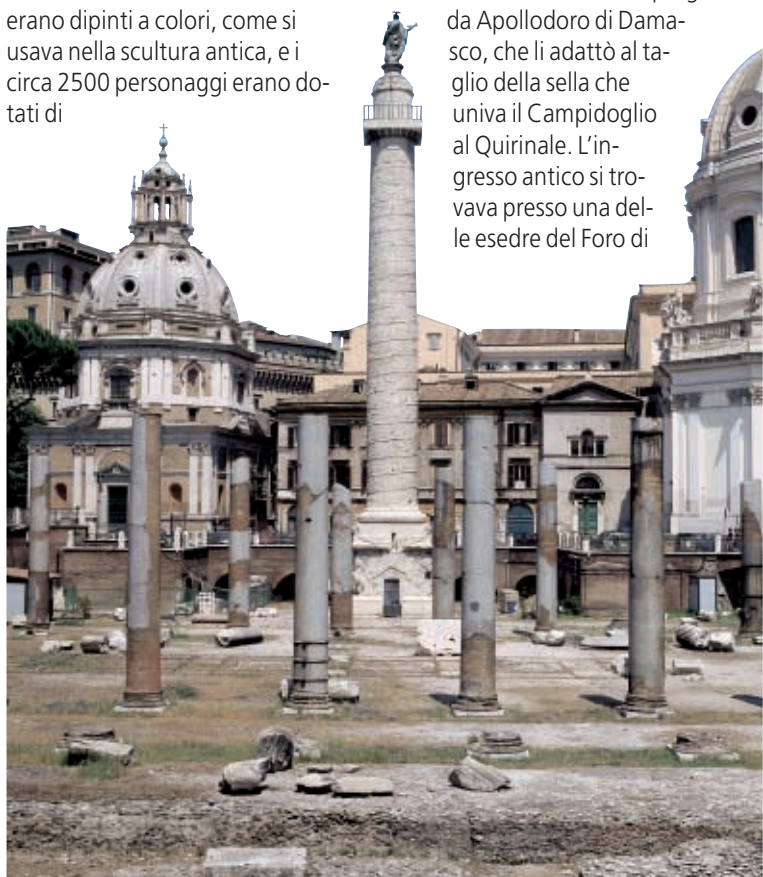 erano dipinti a colori, come si
usava nella scultura antica, e i
circa 2500 personaggi erano do-
tati di
da Apollodoro di Dama-
sco, che li adattò al ta-
glio della sella che
univa il Campidoglio
al Quirinale. L'in-
gresso antico si tro-
vava presso una del-
le esedre del Foro di